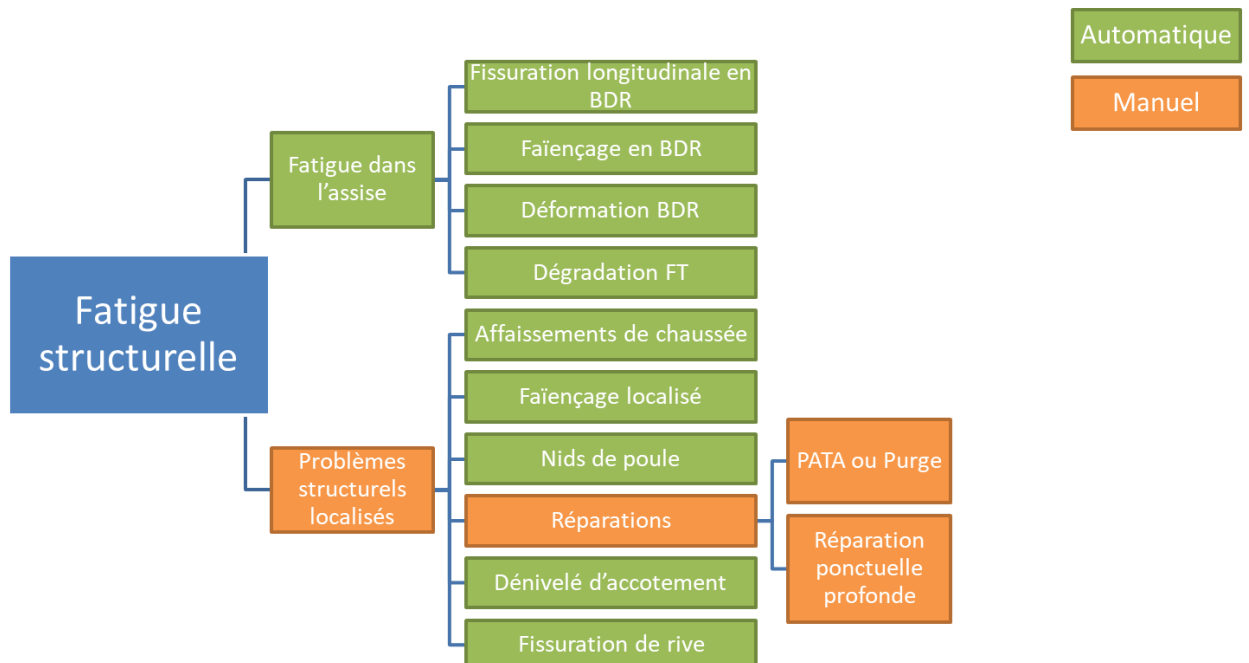 Automatique
Manuel
Fatigue
structurelle
Fatigue dans
l’assise
Fissuration longitudinale en
BDR
Faïençage en BDR
Déformation BDR
Dégradation FT
Problèmes
structurels
localisés
Affaissements de chaussée
Faïençage localisé
Nids de poule
Réparations
PATA ou Purge
Réparation
ponctuelle
profonde
Dénivelé d’accotement
Fissuration de rive